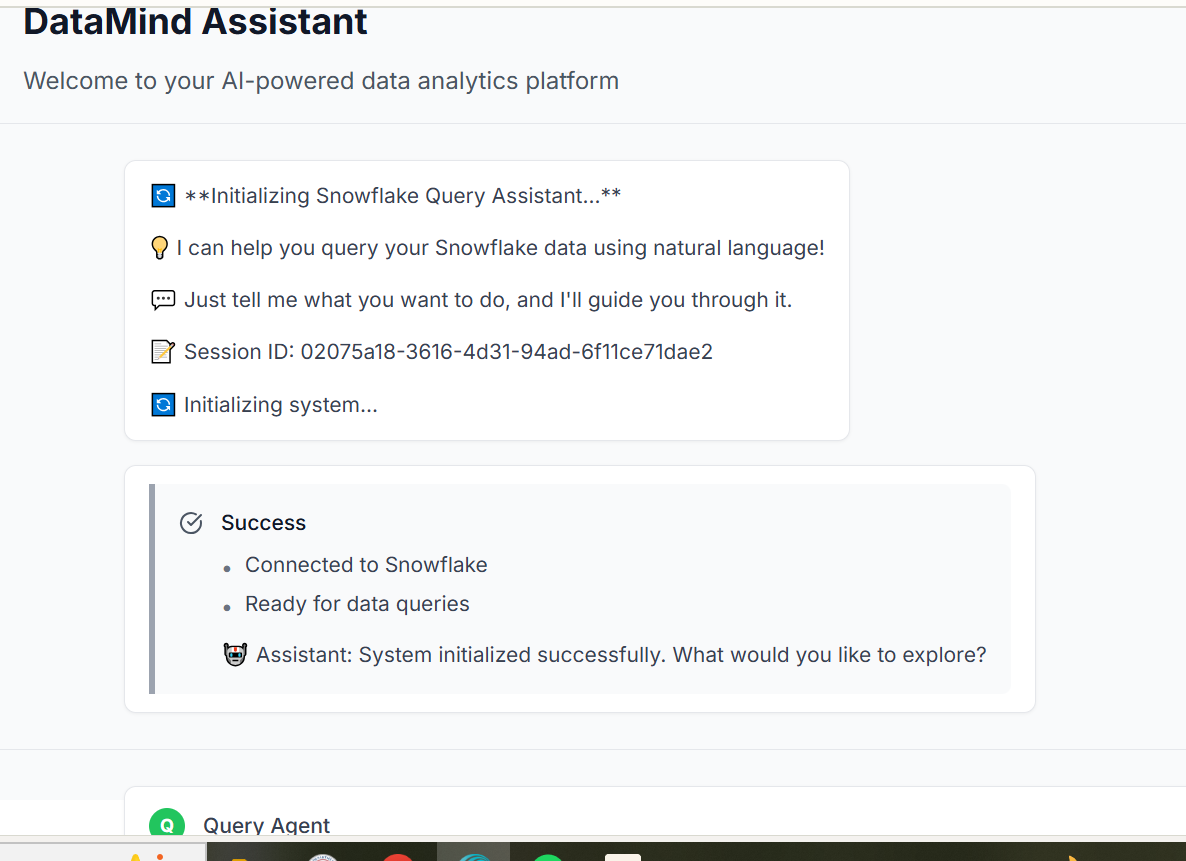 DataMind Assistant
Welcome to your AI-powered data analytics platform
**Initializing Snowflake Query Assistant...**
I can help you query your Snowflake data using natural language!
Just tell me what you want to do, and I'll guide you through it.
Session ID: 02075a18-3616-4d31-94ad-6f11ce71dae2
Initializing system...
Success
• Connected to Snowflake
• Ready for data queries
Assistant: System initialized successfully. What would you like to explore?
Q Query Agent